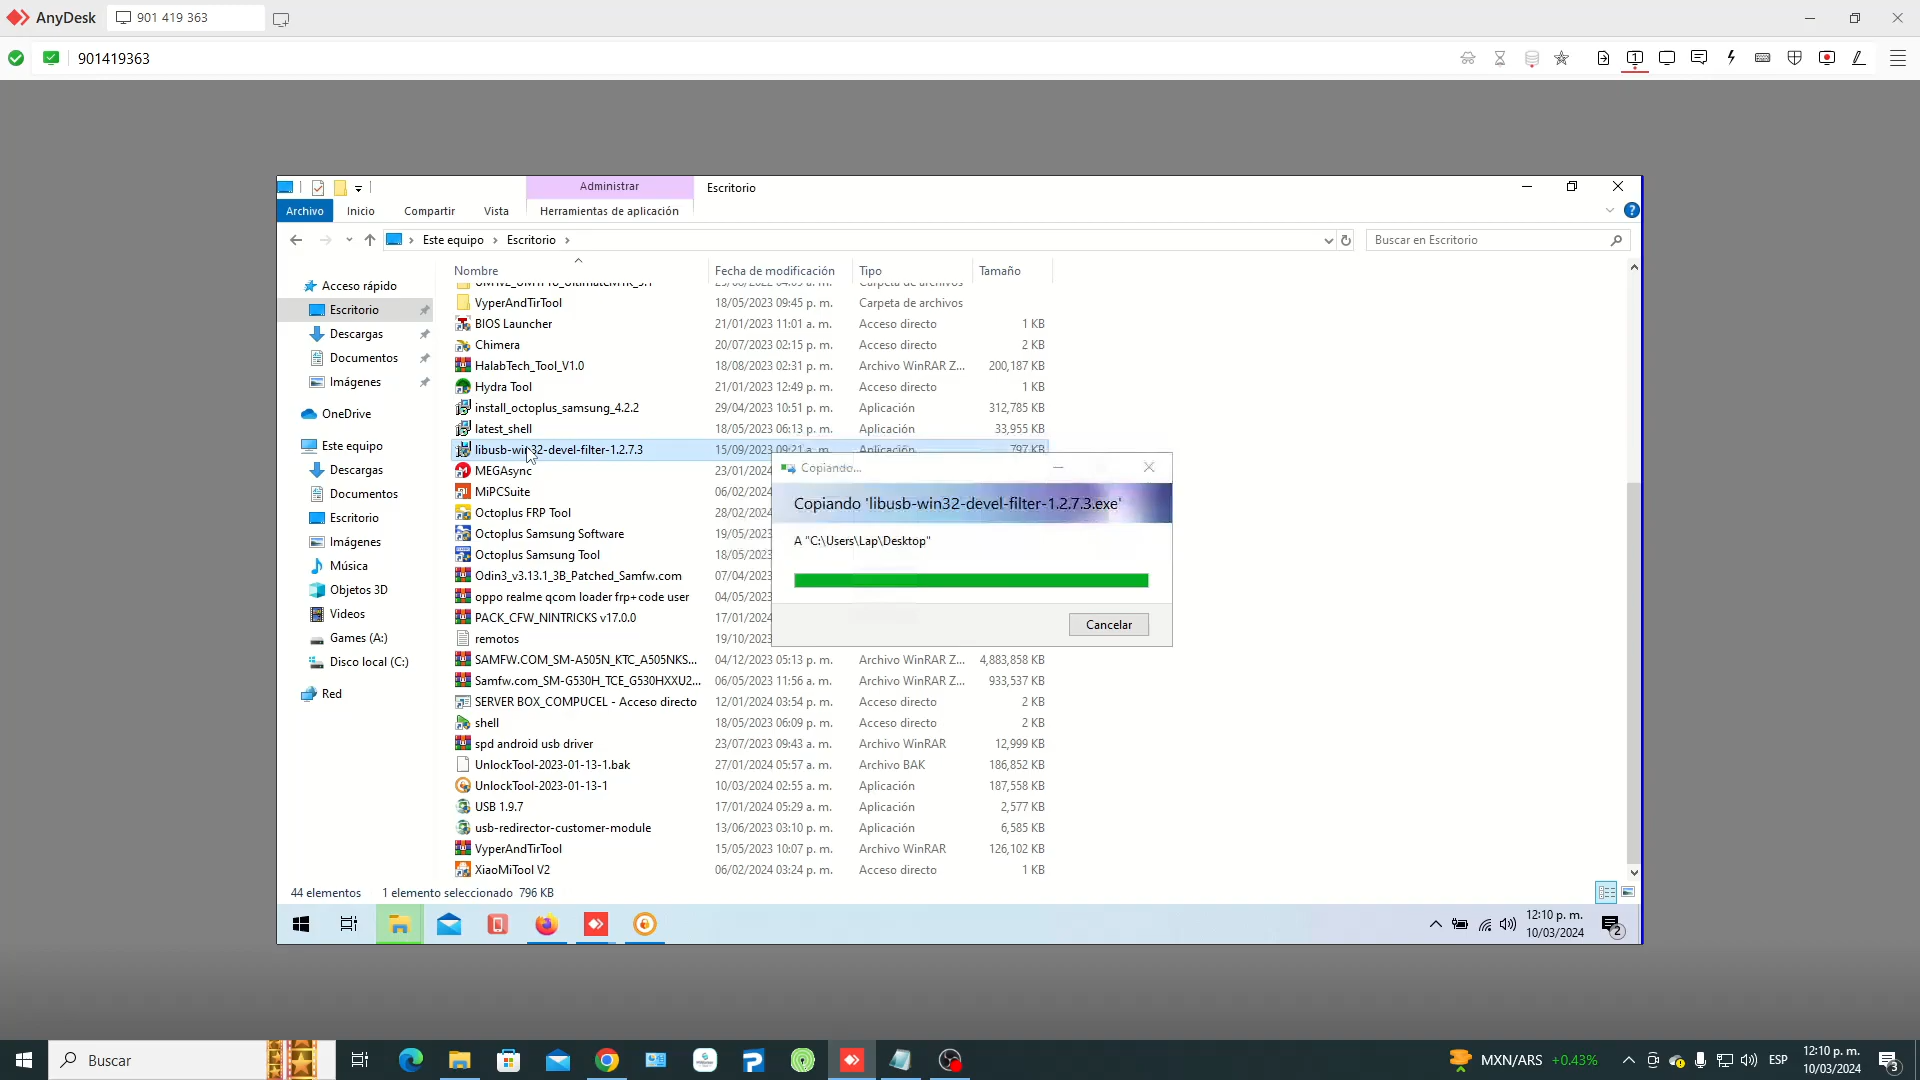 AnyDesk
901 419 363
901419363
Administrar
Escritorio
Archivo
Inicio
Compartir
Vista
Herramientas de aplicación
Este equipo
Escritorio
Buscar en Escritorio
Nombre
Fecha de modificación
Tipo
Tamaño
Acceso rápido
Escritorio
Descargas
Documentos
Imágenes
OneDrive
Este equipo
Descargas
Documentos
Escritorio
Imágenes
Música
Objetos 3D
Videos
Games (A:)
Disco local (C:)
Red
VyperAndTirTool 18/05/2023 09:45 p. m. Carpeta de archivos
BIOS Launcher 21/01/2023 11:01 a. m. Acceso directo 1 KB
Chimera 20/07/2023 02:15 p. m. Acceso directo 2 KB
HalabTech_Tool_V1.0 18/08/2023 02:31 p. m. Archivo WinRAR Z... 200,187 KB
Hydra Tool 21/01/2023 12:49 p. m. Acceso directo 1 KB
install_octoplus_samsung_4.2.2 29/04/2023 10:51 p. m. Aplicación 312,785 KB
latest_shell 18/05/2023 06:13 p. m. Aplicación 33,955 KB
libusb-win32-devel-filter-1.2.7.3 15/09/2023 09:21 a. m. Aplicación 797 KB
MEGAsync 23/01/2024
MiPCSuite 06/02/2024
Octoplus FRP Tool 28/02/2024
Octoplus Samsung Software 19/05/2023
Octoplus Samsung Tool 18/05/2023
Odin3_v3.13.1_3B_Patched_Samfw.com 07/04/2023
oppo realme qcom loader frp+code user 04/05/2023
PACK_CFW_NINTRICKS v17.0.0 17/01/2024
remotos 19/10/2023
SAMFW.COM_SM-A505N_KTC_A505NKS... 04/12/2023 05:13 p. m. Archivo WinRAR Z... 4,883,858 KB
Samfw.com_SM-G530H_TCE_G530HXXU2... 06/05/2023 11:56 a. m. Archivo WinRAR Z... 933,537 KB
SERVER BOX_COMPUCEL - Acceso directo 12/01/2024 03:54 p. m. Acceso directo 2 KB
shell 18/05/2023 06:09 p. m. Acceso directo 2 KB
spd android usb driver 23/07/2023 09:43 a. m. Archivo WinRAR 12,999 KB
UnlockTool-2023-01-13-1.bak 27/01/2024 05:57 a. m. Archivo BAK 186,852 KB
UnlockTool-2023-01-13-1 10/03/2024 02:55 a. m. Aplicación 187,558 KB
USB 1.9.7 17/01/2024 05:29 a. m. Aplicación 2,577 KB
usb-redirector-customer-module 13/06/2023 03:10 p. m. Aplicación 6,585 KB
VyperAndTirTool 15/05/2023 10:07 p. m. Archivo WinRAR 126,102 KB
XiaoMiTool V2 06/02/2024 03:24 p. m. Acceso directo 1 KB
Copiando...
Copiando 'libusb-win32-devel-filter-1.2.7.3.exe'
A "C:\Users\Lap\Desktop"
Cancelar
44 elementos
1 elemento seleccionado 796 KB
12:10 p. m.
10/03/2024
2
Buscar
MXN/ARS +0.43%
ESP
12:10 p. m.
10/03/2024
3